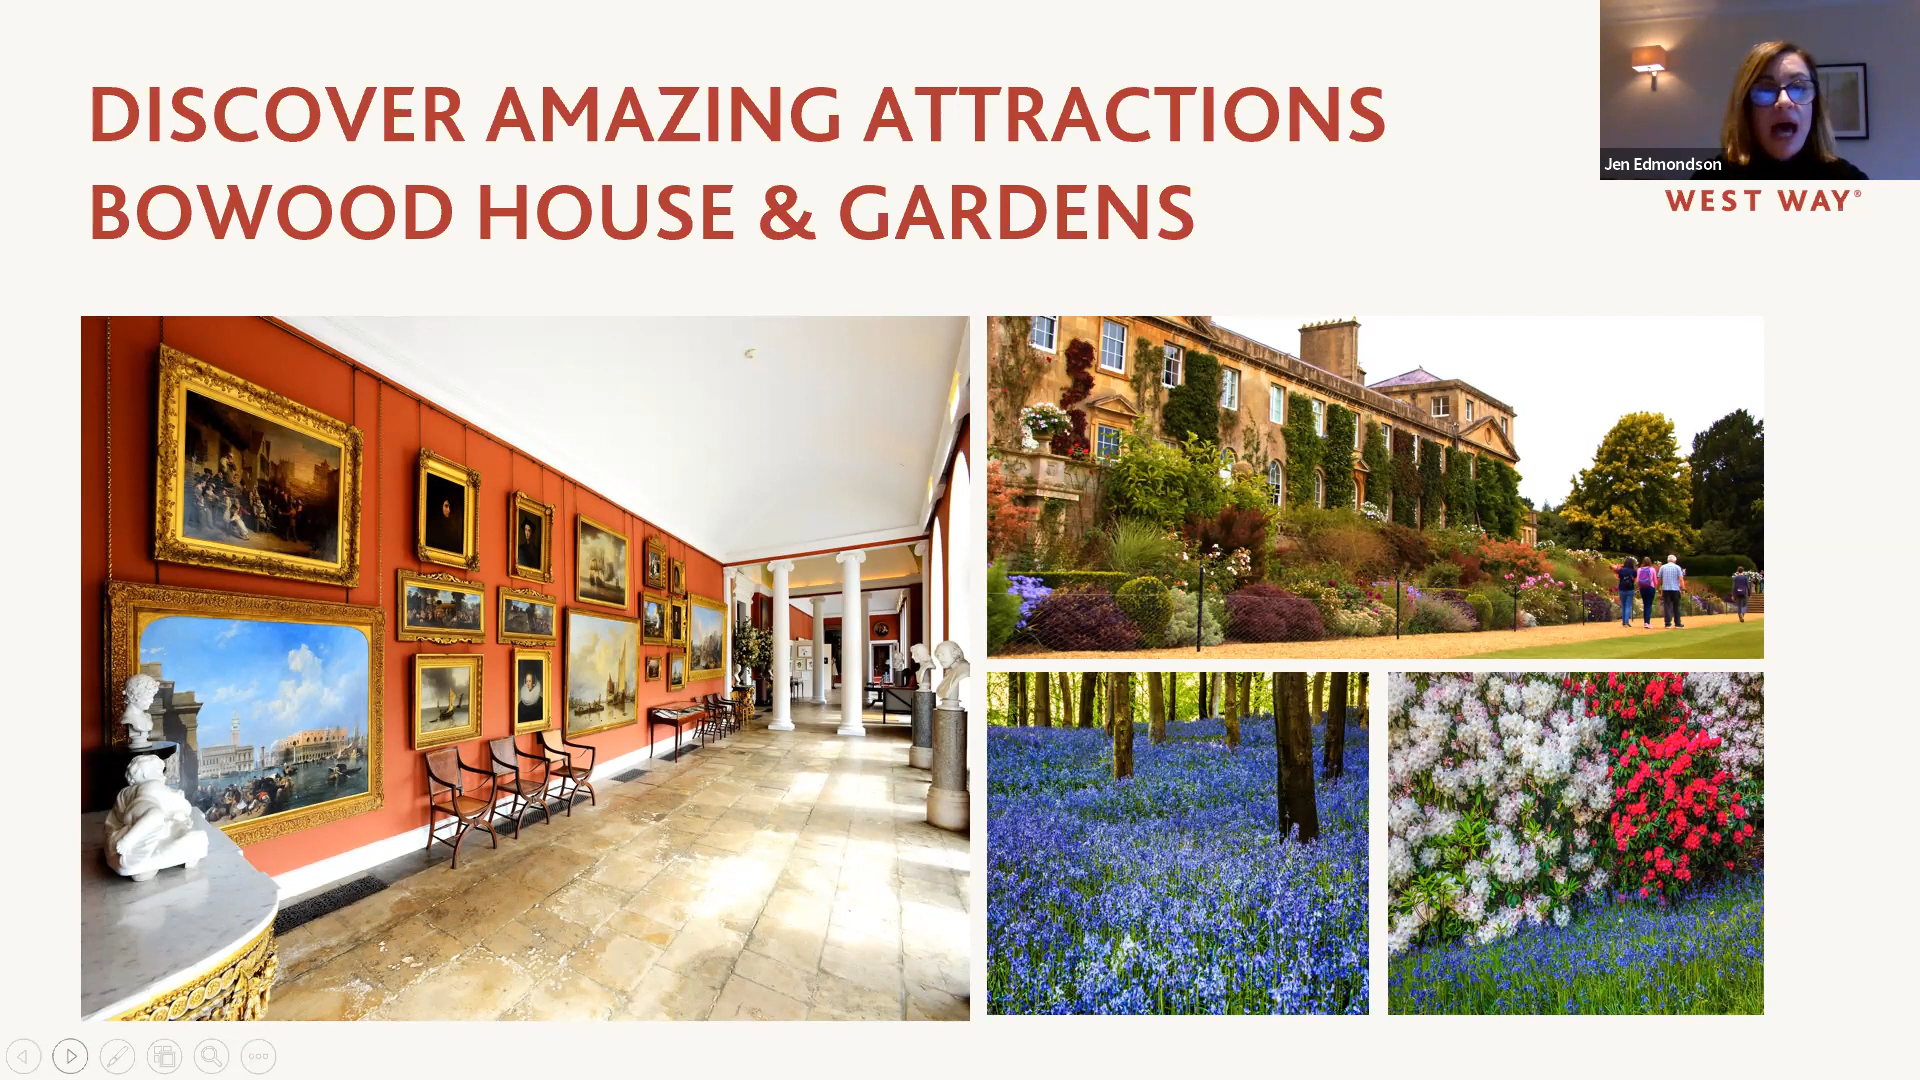 DISCOVER AMAZING ATTRACTIONS
BOWOOD HOUSE & GARDENS
Jen Edmondson
WEST WAY®